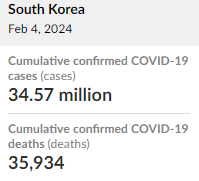 South Korea
Feb 4, 2024
Cumulative confirmed COVID-19
cases (cases)
34.57 million
Cumulative confirmed COVID-19
deaths (deaths)
35,934